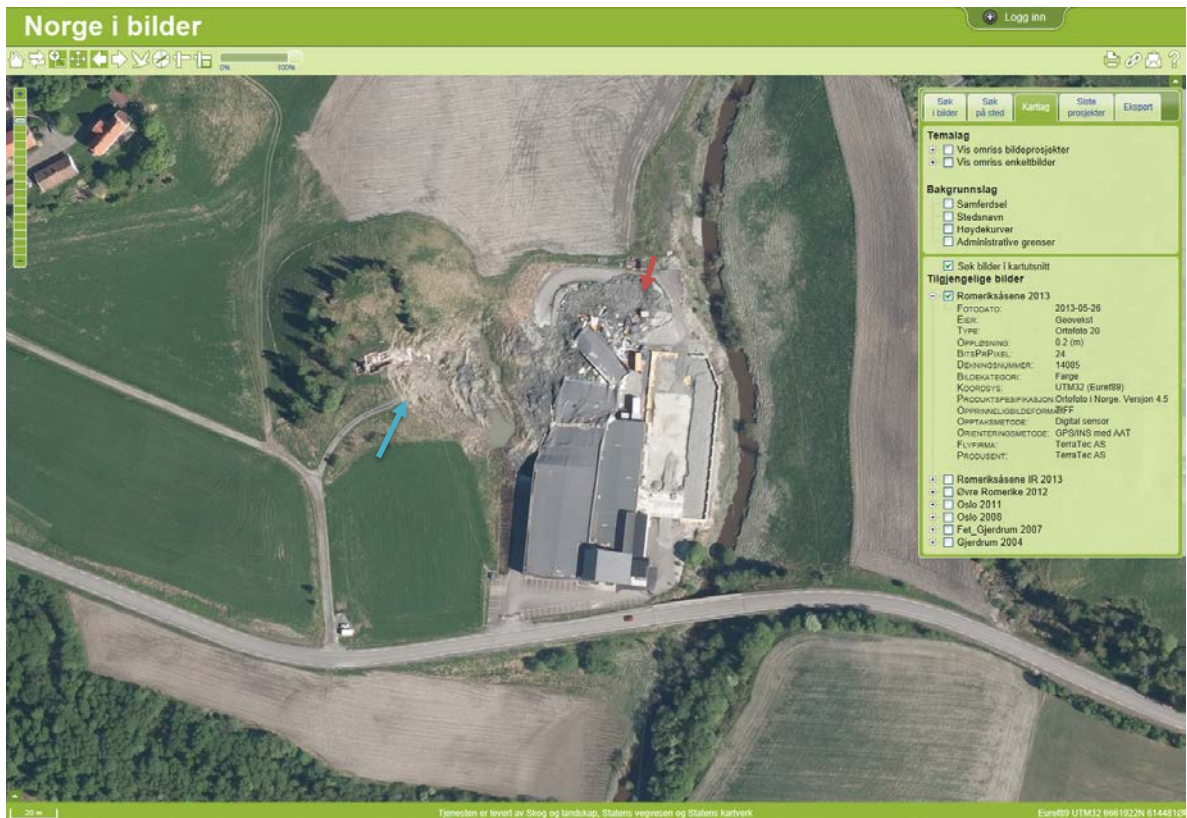 Norge i bilder
Logg inn
0%
100%
Søk i bilder
Søk på sted
Kartlag
Siste prosjekter
Eksport
Temalag
Vis omriss bildeprosjekter
Vis omriss enkeltbilder
Bakgrunnslag
Samferdsel
Stedsnavn
Høydekurver
Administrative grenser
Søk bilder i kartutsnitt
Tilgjengelige bilder
Romeriksåsene 2013
FOTODATO: 2013-05-26
EIER: Geovekst
TYPE: Ortofoto 20
OPPLØSNING: 0.2 (m)
BITSPRPIXEL: 24
DEKNINGSNUMMER: 14085
BILDEKATEGORI: Farge
KOORDSYS: UTM32 (Euref89)
PRODUKTSPESIFIKASJON: Ortofoto i Norge. Versjon 4.5
OPPRINNELIGBILDEFORMAT: TIFF
OPPTAKSMETODE: Digital sensor
ORIENTERINGSMETODE: GPS/INS med AAT
FLYFIRMA: TerraTec AS
PRODUSENT: TerraTec AS
Romeriksåsene IR 2013
Øvre Romerike 2012
Oslo 2011
Oslo 2008
Fet_Gjerdrum 2007
Gjerdrum 2004
20 m
Tjenesten er levert av Skog og landskap, Statens vegvesen og Statens kartverk
Euref89 UTM32 6661922N 614481Ø